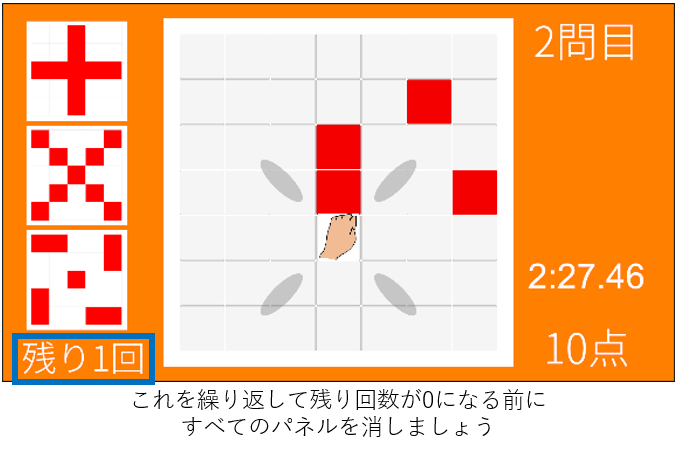 2問目
2:27.46
10点
残り1回
これを繰り返して残り回数が0になる前に
すべてのパネルを消しましょう